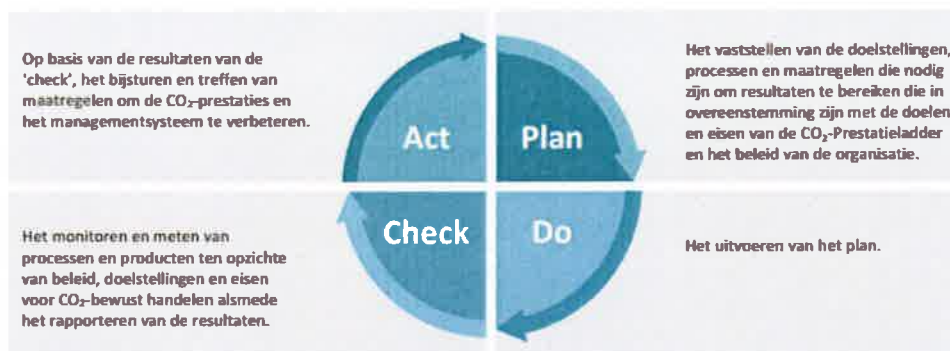 Op basis van de resultaten van de
'check', het bijsturen en treffen van
maatregelen om de CO₂-prestaties en
het managementsysteem te verbeteren.
Act
Plan
Het vaststellen van de doelstellingen,
processen en maatregelen die nodig
zijn om resultaten te bereiken die in
overeenstemming zijn met de doelen
en eisen van de CO₂-Prestatieladder
en het beleid van de organisatie.
Het monitoren en meten van
processen en producten ten opzichte
van beleid, doelstellingen en eisen
voor CO₂-bewust handelen alsmede
het rapporteren van de resultaten.
Check
Do
Het uitvoeren van het plan.